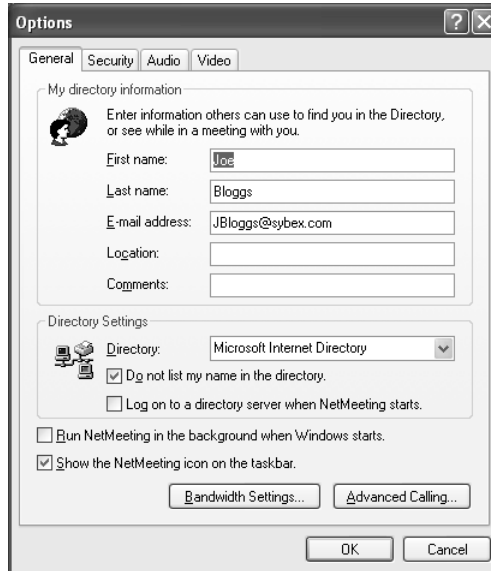 Options
General Security Audio Video
My directory information
Enter information others can use to find you in the Directory,
or see while in a meeting with you.
First name: Joe
Last name: Bloggs
E-mail address: JBloggs@sybex.com
Location:
Comments:
Directory Settings
Directory: Microsoft Internet Directory
Do not list my name in the directory.
Log on to a directory server when NetMeeting starts.
Run NetMeeting in the background when Windows starts.
Show the NetMeeting icon on the taskbar.
Bandwidth Settings... Advanced Calling...
OK Cancel